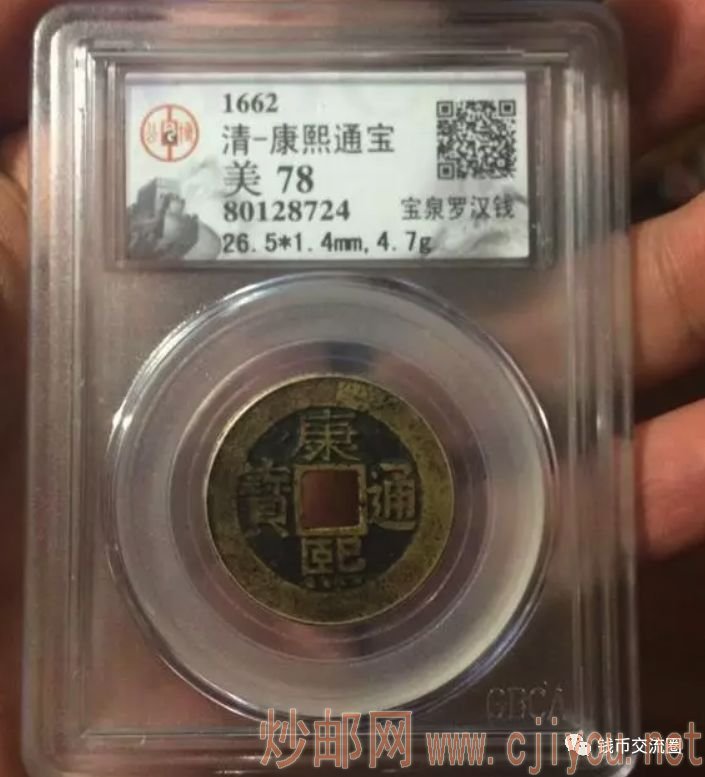 1662
清-康熙通宝
美 78
80128724
宝泉罗汉钱
26.5*1.4mm,4.7g
康
寶 通
熙
GBCA
炒邮网 www.cjiyou.net
钱币交流圈